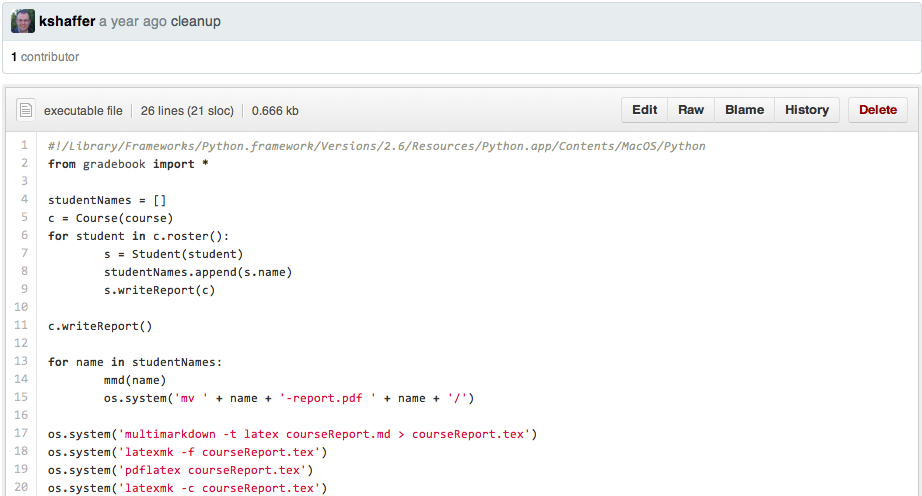 kshaffer a year ago cleanup
1 contributor
executable file 26 lines (21 sloc) 0.666 kb Edit Raw Blame History Delete
1 #!/Library/Frameworks/Python.framework/Versions/2.6/Resources/Python.app/Contents/MacOS/Python
2 from gradebook import *
3
4 studentNames = []
5 c = Course(course)
6 for student in c.roster():
7 s = Student(student)
8 studentNames.append(s.name)
9 s.writeReport(c)
10
11 c.writeReport()
12
13 for name in studentNames:
14 mmd(name)
15 os.system('mv ' + name + '-report.pdf ' + name + '/')
16
17 os.system('multimarkdown -t latex courseReport.md > courseReport.tex')
18 os.system('latexmk -f courseReport.tex')
19 os.system('pdflatex courseReport.tex')
20 os.system('latexmk -c courseReport.tex')